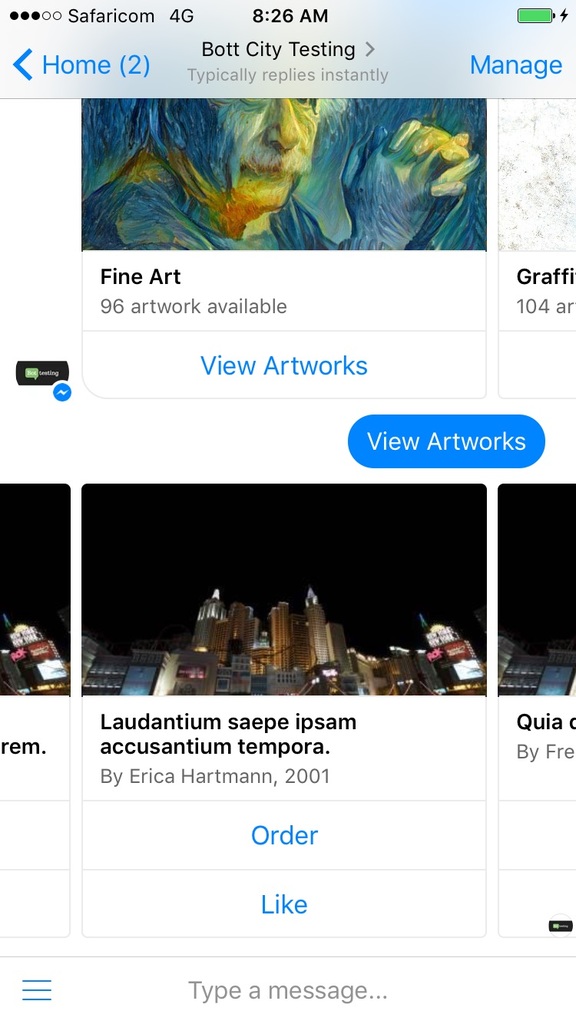 Safaricom 4G 8:26 AM
Home (2)
Bott City Testing
Typically replies instantly
Manage
Fine Art
96 artwork available
View Artworks
Graffi
104 ar
Bot testing
View Artworks
rem.
Laudantium saepe ipsam
accusantium tempora.
By Erica Hartmann, 2001
Order
Like
Quia
By Fre
Type a message...